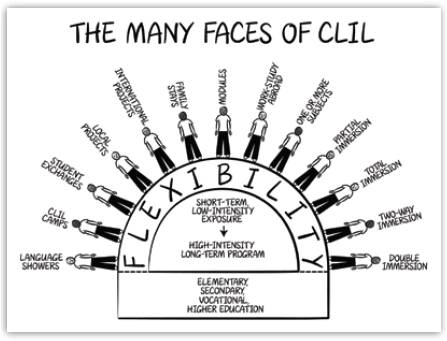 THE MANY FACES OF CLIL
LANGUAGE
SHOWERS
CLIL
CAMPS
STUDENT
EXCHANGES
LOCAL
PROJECTS
INTERNATIONAL
PROJECTS
FAMILY
STAYS
MODULES
WORK-STUDY
ABROAD
ONE OR MORE
SUBJECTS
PARTIAL
IMMERSION
TOTAL
IMMERSION
TWO-WAY
IMMERSION
DOUBLE
IMMERSION
FLEXIBILITY
SHORT-TERM,
LOW-INTENSITY
EXPOSURE
HIGH-INTENSITY
LONG-TERM PROGRAM
ELEMENTARY,
SECONDARY,
VOCATIONAL,
HIGHER EDUCATION